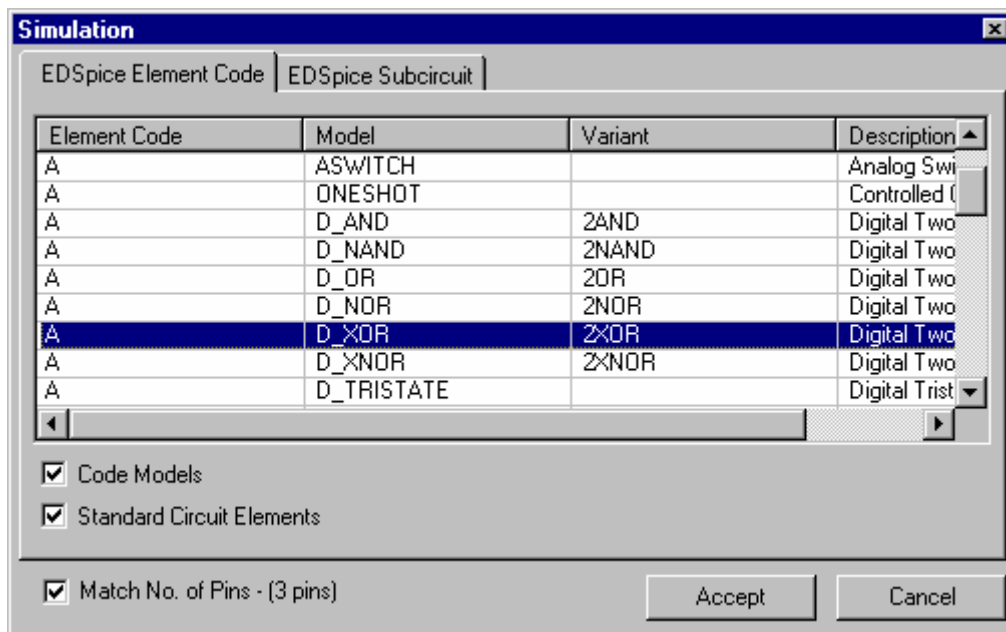 Simulation
EDSpice Element Code EDSpice Subcircuit
Element Code Model Variant Description
A ASWITCH Analog Swi
A ONESHOT Controlled
A D_AND 2AND Digital Two
A D_NAND 2NAND Digital Two
A D_OR 2OR Digital Two
A D_NOR 2NOR Digital Two
A D_XOR 2XOR Digital Two
A D_XNOR 2XNOR Digital Two
A D_TRISTATE Digital Trist
Code Models
Standard Circuit Elements
Match No. of Pins - (3 pins) Accept Cancel